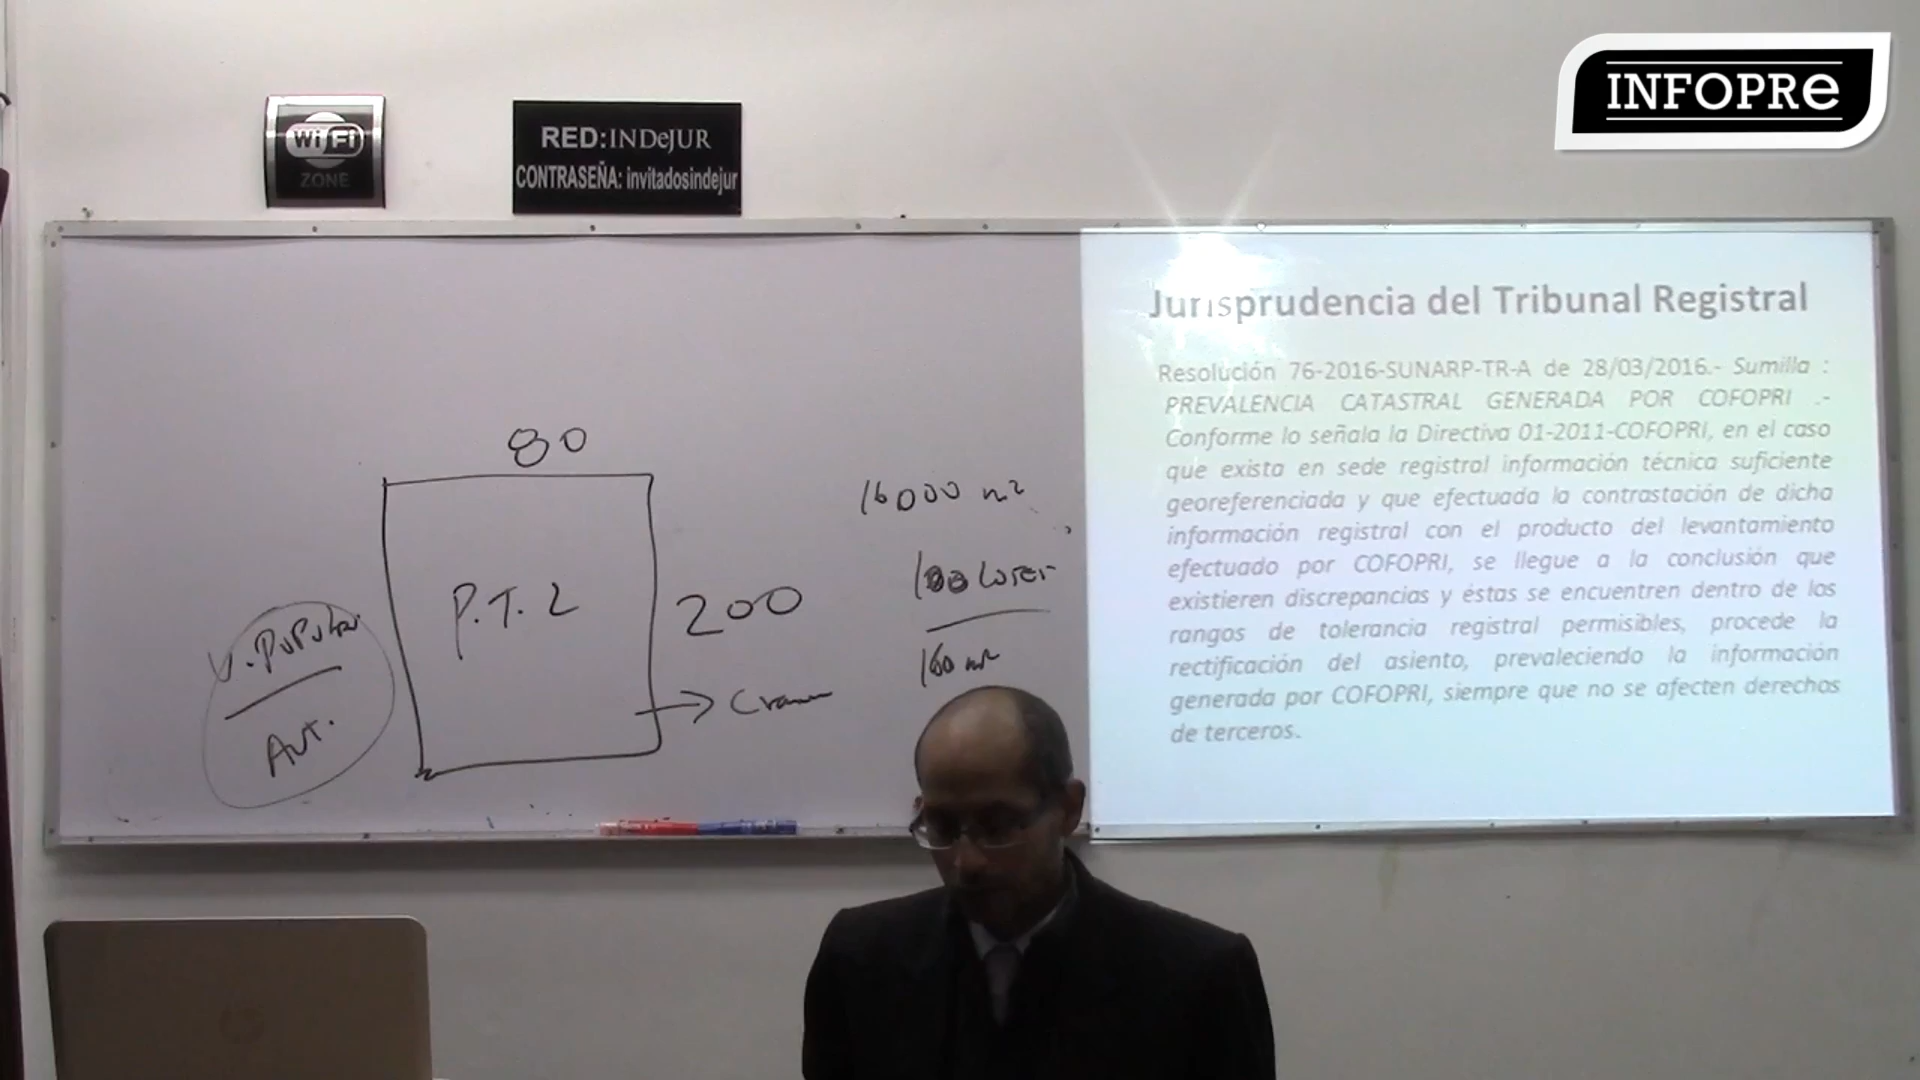 INFOPRe
WiFi
ZONE
RED:INDeJUR
CONTRASEÑA: invitadosindejur
Jurisprudencia del Tribunal Registral
Resolución 76-2016-SUNARP-TR-A de 28/03/2016.- Sumilla :
PREVALENCIA CATASTRAL GENERADA POR COFOPRI .-
Conforme lo señala la Directiva 01-2011-COFOPRI, en el caso
que exista en sede registral información técnica suficiente
georeferenciada y que efectuada la contrastación de dicha
información registral con el producto del levantamiento
efectuado por COFOPRI, se llegue a la conclusión que
existieren discrepancias y éstas se encuentren dentro de los
rangos de tolerancia registral permisibles, procede la
rectificación del asiento, prevaleciendo la información
generada por COFOPRI, siempre que no se afecten derechos
de terceros.
80
P.T. 2
200
16000 m2
100 Lotes
160 m2
Aut.